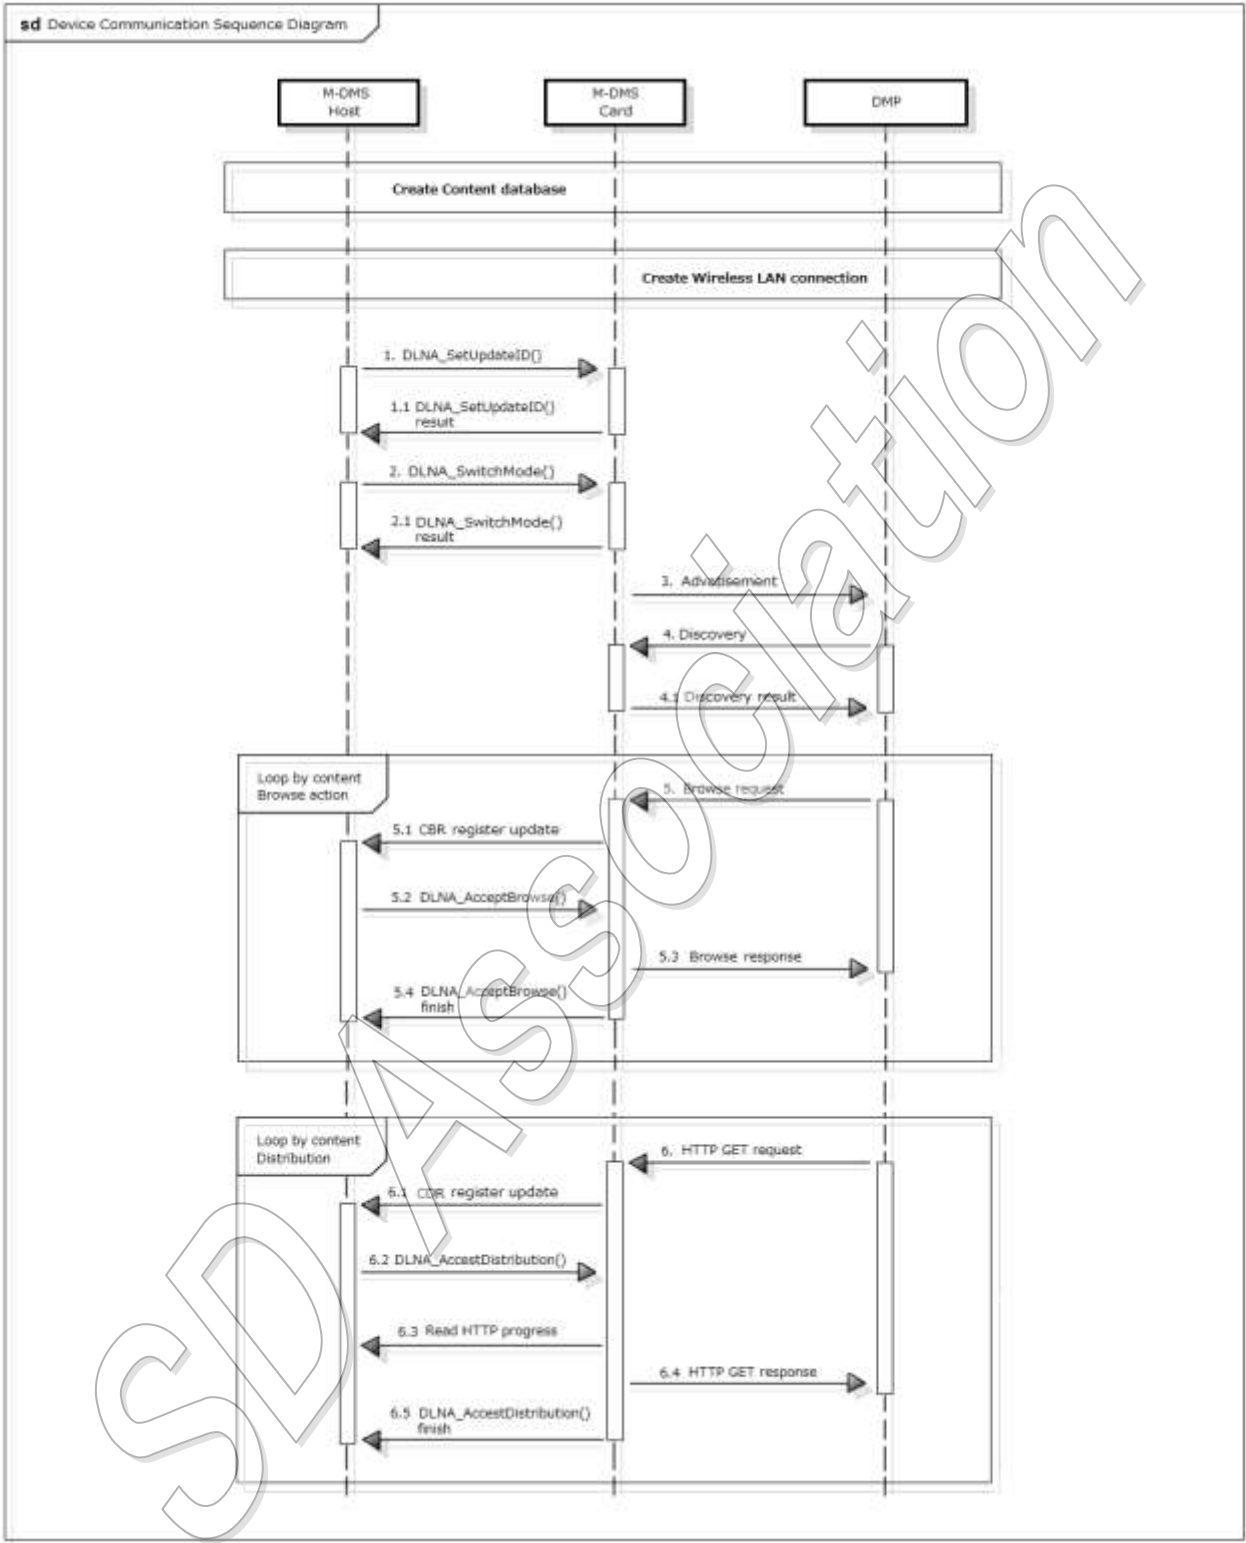 sd Device Communication Sequence Diagram
M-DMS
Host
M-DMS
Card
DMP
Create Content database
Create Wireless LAN connection
1. DLNA_SetUpdateID()
1.1 DLNA_SetUpdateID()
result
2. DLNA_SwitchMode()
2.1 DLNA_SwitchMode()
result
3. Advatisement
4. Discovery
4.1 Discovery result
Loop by content
Browse action
5. Browse request
5.1 CBR register update
5.2 DLNA_AcceptBrowse()
5.3 Browse response
5.4 DLNA_AcceptBrowse()
finish
Loop by content
Distribution
6. HTTP GET request
6.1 CDR register update
6.2 DLNA_AccestDistribution()
6.3 Read HTTP progress
6.4 HTTP GET response
6.5 DLNA_AccestDistribution()
finish
SD Association